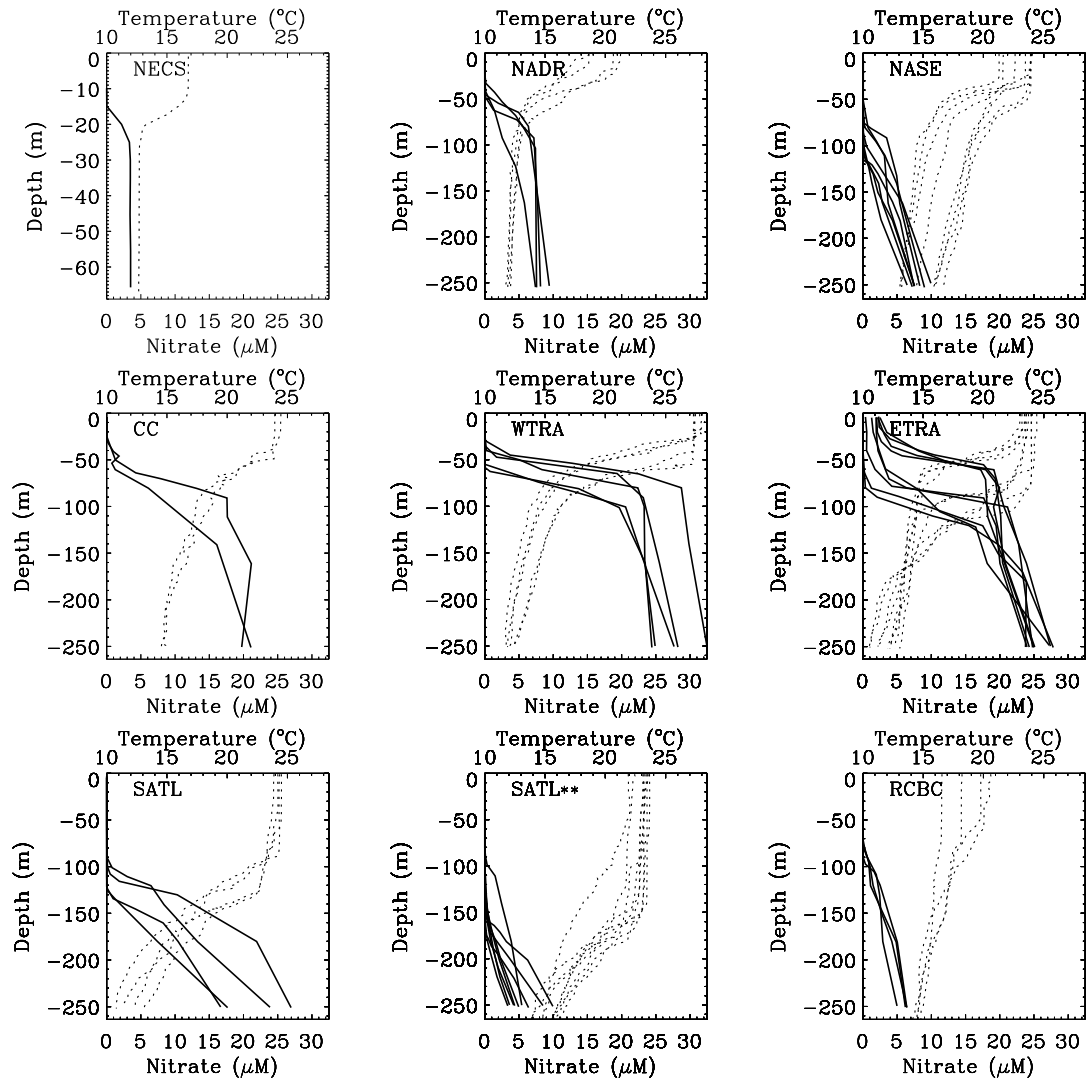 Temperature (°C) Temperature (°C) Temperature (°C)
10 13 17 22 25 10 13 17 22 25 10 13 17 22 25
0 NECS 0 NADR 0 NASE
−10 −50 −50
−20 −100 −100
−30 −150 −150
−40 −200 −200
−50 −250 −250
−60
Depth (m) Depth (m) Depth (m)
0 5 10 15 20 25 30 0 5 10 15 20 25 30 0 5 10 15 20 25 30
Nitrate (μM) Nitrate (μM) Nitrate (μM)
Temperature (°C) Temperature (°C) Temperature (°C)
10 15 20 25 10 15 20 25 10 15 20 25
0 CC 0 WTRA 0 ETRA
−50 −50 −50
−100 −100 −100
−150 −150 −150
−200 −200 −200
−250 −250 −250
Depth (m) Depth (m) Depth (m)
0 5 10 15 20 25 30 0 5 10 15 20 25 30 0 5 10 15 20 25 30
Nitrate (μM) Nitrate (μM) Nitrate (μM)
Temperature (°C) Temperature (°C) Temperature (°C)
10 15 20 25 10 15 20 25 10 15 20 25
0 SATL 0 SATL** 0 RCBC
−50 −50 −50
−100 −100 −100
−150 −150 −150
−200 −200 −200
−250 −250 −250
Depth (m) Depth (m) Depth (m)
0 5 10 15 20 25 30 0 5 10 15 20 25 30 0 5 10 15 20 25 30
Nitrate (μM) Nitrate (μM) Nitrate (μM)